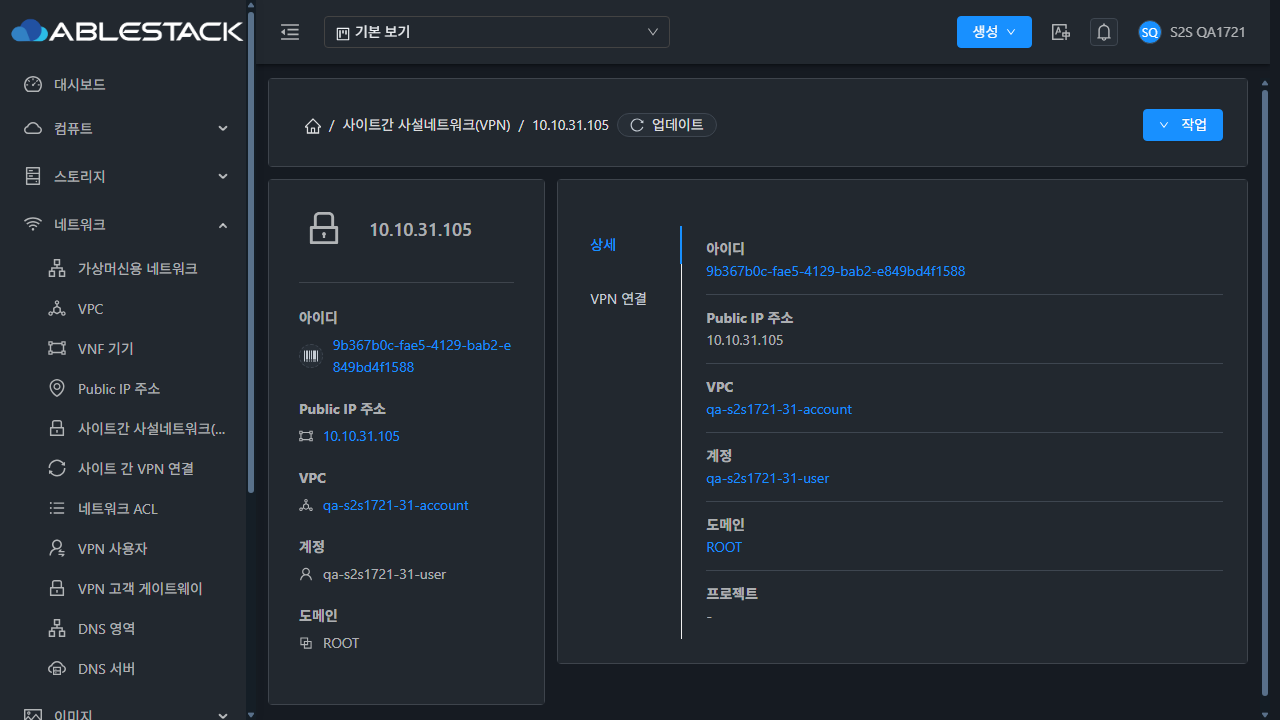 ABLESTACK
기본 보기
생성
SQ
S2S QA1721
대시보드
컴퓨트
스토리지
네트워크
가상머신용 네트워크
VPC
VNF 기기
Public IP 주소
사이트간 사설네트워크(...
사이트 간 VPN 연결
네트워크 ACL
VPN 사용자
VPN 고객 게이트웨이
DNS 영역
DNS 서버
이미지
/ 사이트간 사설네트워크(VPN) / 10.10.31.105
업데이트
작업
10.10.31.105
아이디
9b367b0c-fae5-4129-bab2-e
849bd4f1588
Public IP 주소
10.10.31.105
VPC
qa-s2s1721-31-account
계정
qa-s2s1721-31-user
도메인
ROOT
상세
VPN 연결
아이디
9b367b0c-fae5-4129-bab2-e849bd4f1588
Public IP 주소
10.10.31.105
VPC
qa-s2s1721-31-account
계정
qa-s2s1721-31-user
도메인
ROOT
프로젝트
-